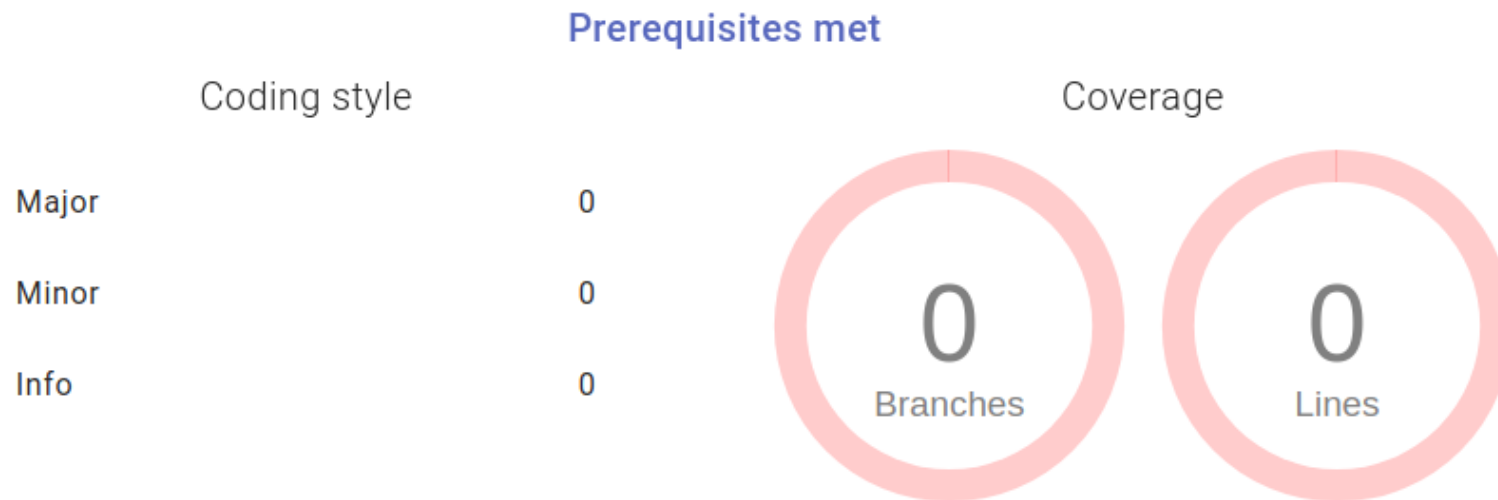 Prerequisites met
Coding style
Coverage
Major 0
Minor 0
Info 0
0
Branches
0
Lines